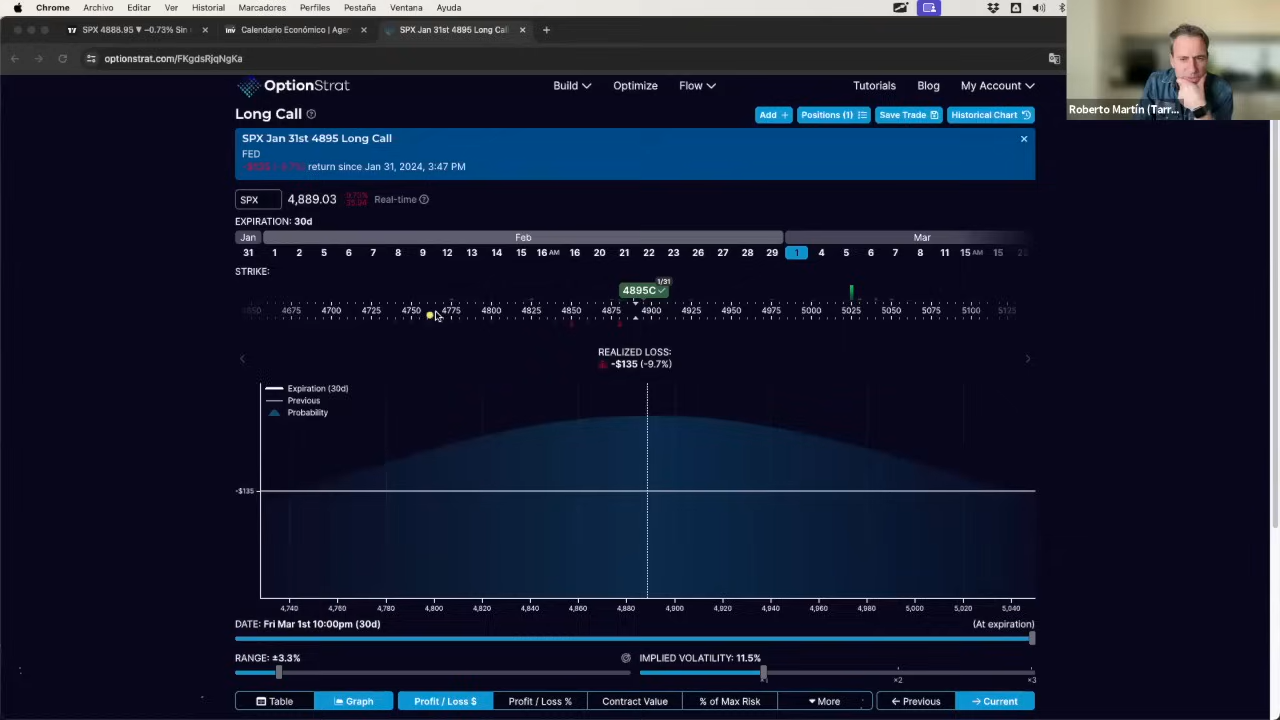 Chrome Archivo Editar Ver Historial Marcadores Perfiles Pestaña Ventana Ayuda
SPX 4888.95 ▼ −0.73% Sin × Calendario Económico | Agen × SPX Jan 31st 4895 Long Call × +
optionstrat.com/FKgdsRjqNgKa
OptionStrat Build Optimize Flow Tutorials Blog My Account
Roberto Martín (Tarr...
Long Call Add + Positions (1) Save Trade Historical Chart
SPX Jan 31st 4895 Long Call
FED
return since Jan 31, 2024, 3:47 PM
SPX 4,889.03 Real-time
EXPIRATION: 30d
Jan Feb Mar
31 1 2 5 6 7 8 9 12 13 14 15 16 AM 16 20 21 22 23 26 27 28 29 1 4 5 6 7 8 11 15 AM 15
STRIKE:
1/31
4895C
4675 4700 4725 4750 4775 4800 4825 4850 4875 4900 4925 4950 4975 5000 5025 5050 5075 5100 5125
REALIZED LOSS:
-$135 (-9.7%)
Expiration (30d)
Previous
Probability
-$135
4,740 4,760 4,780 4,800 4,820 4,840 4,860 4,880 4,900 4,920 4,940 4,960 4,980 5,000 5,020 5,040
DATE: Fri Mar 1st 10:00pm (30d) (At expiration)
RANGE: ±3.3% IMPLIED VOLATILITY: 11.5%
×2 ×3
Table Graph Profit / Loss $ Profit / Loss % Contract Value % of Max Risk More Previous Current